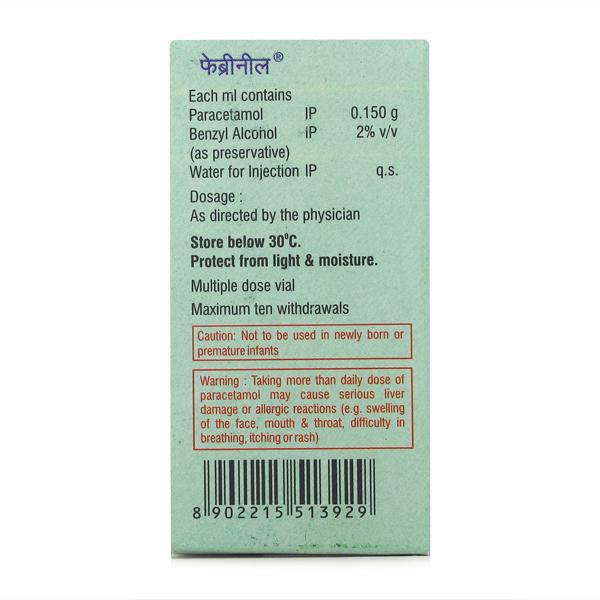 फेब्रीनील®
Each ml contains
Paracetamol IP 0.150 g
Benzyl Alcohol IP 2% v/v
(as preservative)
Water for Injection IP q.s.
Dosage :
As directed by the physician
Store below 30⁰C.
Protect from light & moisture.
Multiple dose vial
Maximum ten withdrawals
Caution: Not to be used in newly born or
premature infants
Warning : Taking more than daily dose of
paracetamol may cause serious liver
damage or allergic reactions (e.g. swelling
of the face, mouth & throat, difficulty in
breathing, itching or rash)
8 902215 513929